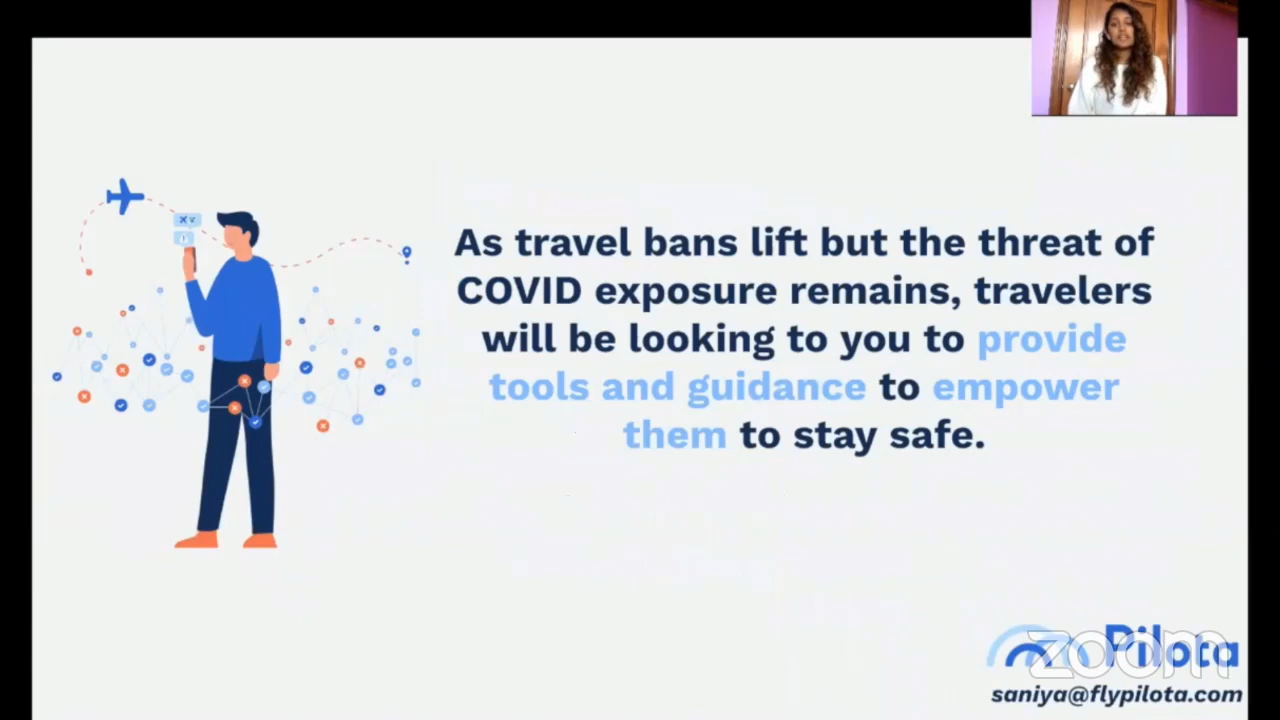 As travel bans lift but the threat of
COVID exposure remains, travelers
will be looking to you to provide
tools and guidance to empower
them to stay safe.
Pilota
zoom
saniya@flypilota.com